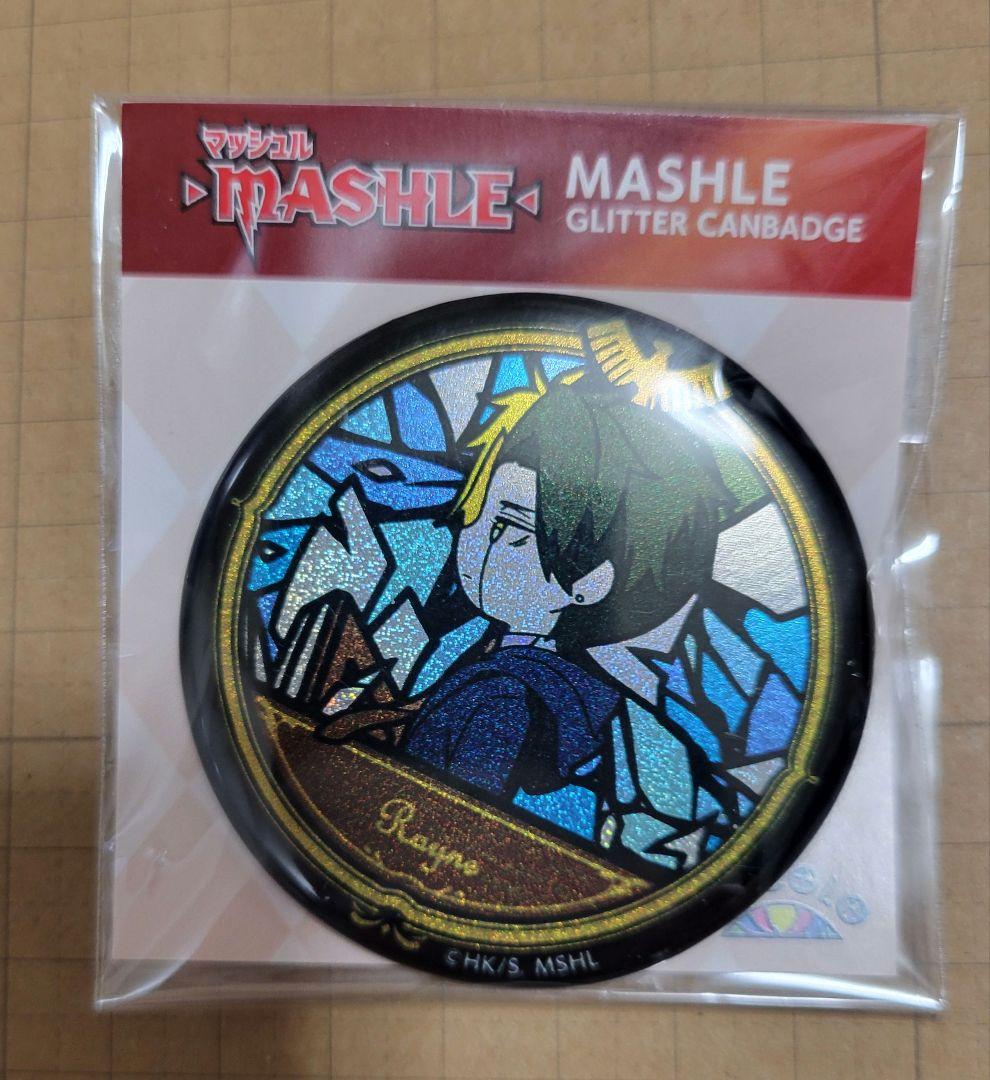 マッシュル
MASHLE
MASHLE
GLITTER CANBADGE
Rayne
©HK/S. MSHL